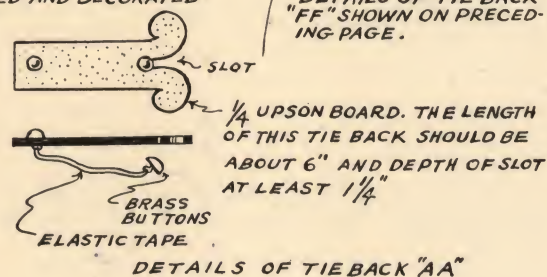 ED AND DECORATED
DETAILS OF TIE BACK
"FF" SHOWN ON PRECED-
ING PAGE.
SLOT
1/4 UPSON BOARD. THE LENGTH
OF THIS TIE BACK SHOULD BE
ABOUT 6" AND DEPTH OF SLOT
AT LEAST 1 1/4"
BRASS
BUTTONS
ELASTIC TAPE
DETAILS OF TIE BACK "AA"